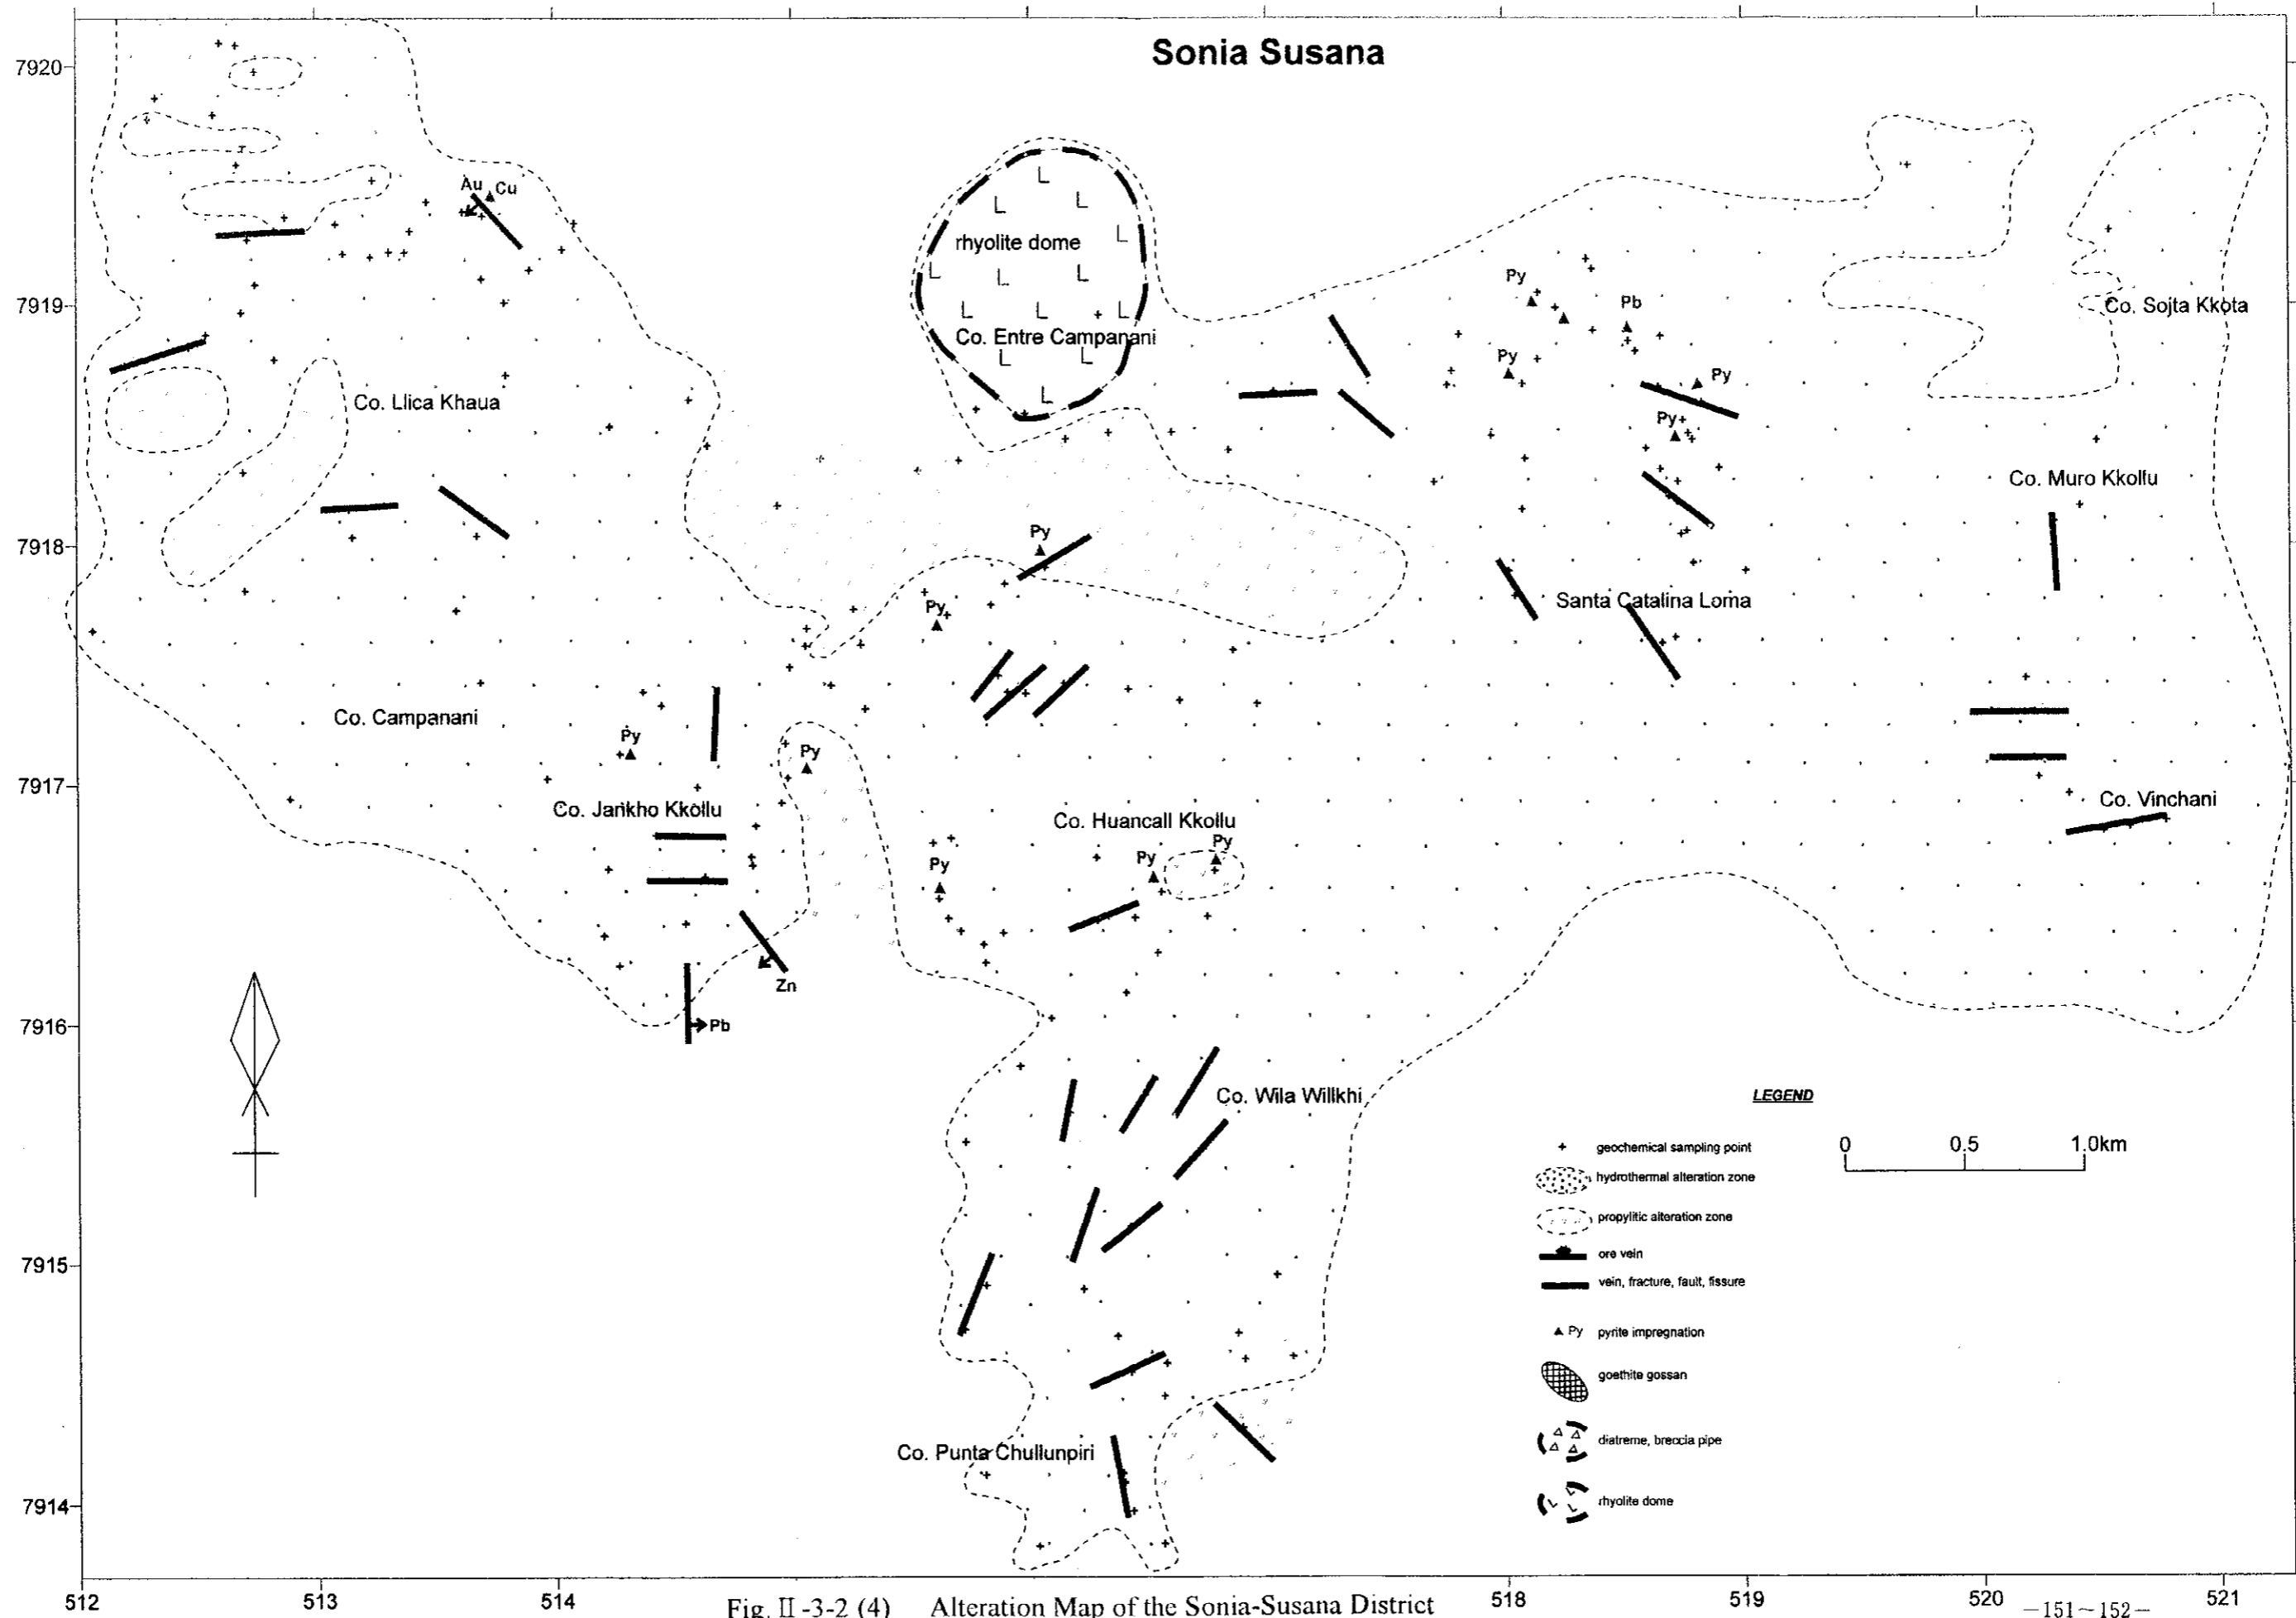 Sonia Susana
7920
Au Cu
rhyolite dome
L
L L
L
L L L
L L L
Py
Pb
7919
Co. Sojta Kkota
Co. Entre Campanani
L L
Py
Py
Co. Llica Khaua
L
Py
Co. Muro Kkollu
Py
7918
Py
Santa Catalina Loma
Co. Campanani
Py
Py
7917
Co. Jankho Kkollu
Co. Huancall Kkollu
Co. Vinchani
Py
Py
Py
Zn
7916
Pb
Co. Wila Willkhi
LEGEND
0 0.5 1.0km
geochemical sampling point
hydrothermal alteration zone
propylitic alteration zone
7915
ore vein
vein, fracture, fault, fissure
Py pyrite impregnation
goethite gossan
diatreme, breccia pipe
Co. Punta Chullunpiri
7914
rhyolite dome
512 513 514 518 519 520 521
Fig. II-3-2 (4) Alteration Map of the Sonia-Susana District
—151~152—